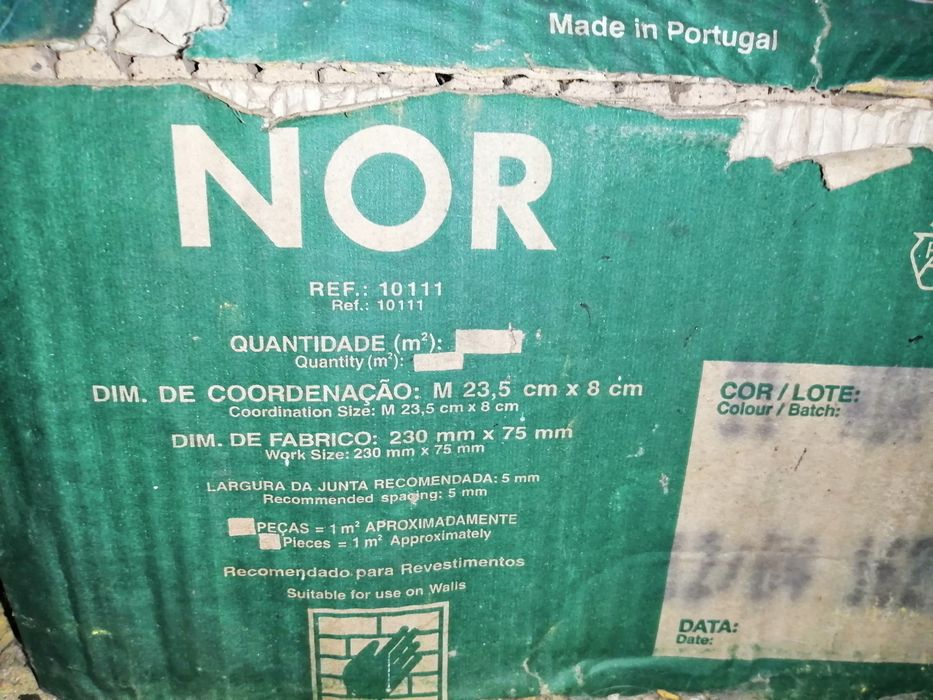 Made in Portugal
NOR
REF.: 10111
Ref.: 10111
QUANTIDADE (m²):
Quantity (m²):
DIM. DE COORDENAÇÃO: M 23,5 cm x 8 cm
Coordination Size: M 23,5 cm x 8 cm
DIM. DE FABRICO: 230 mm x 75 mm
Work Size: 230 mm x 75 mm
LARGURA DA JUNTA RECOMENDADA: 5 mm
Recommended spacing: 5 mm
PEÇAS = 1 m² APROXIMADAMENTE
Pieces = 1 m² Approximately
Recomendado para Revestimentos
Suitable for use on Walls
COR / LOTE:
Colour / Batch:
DATA:
Date: